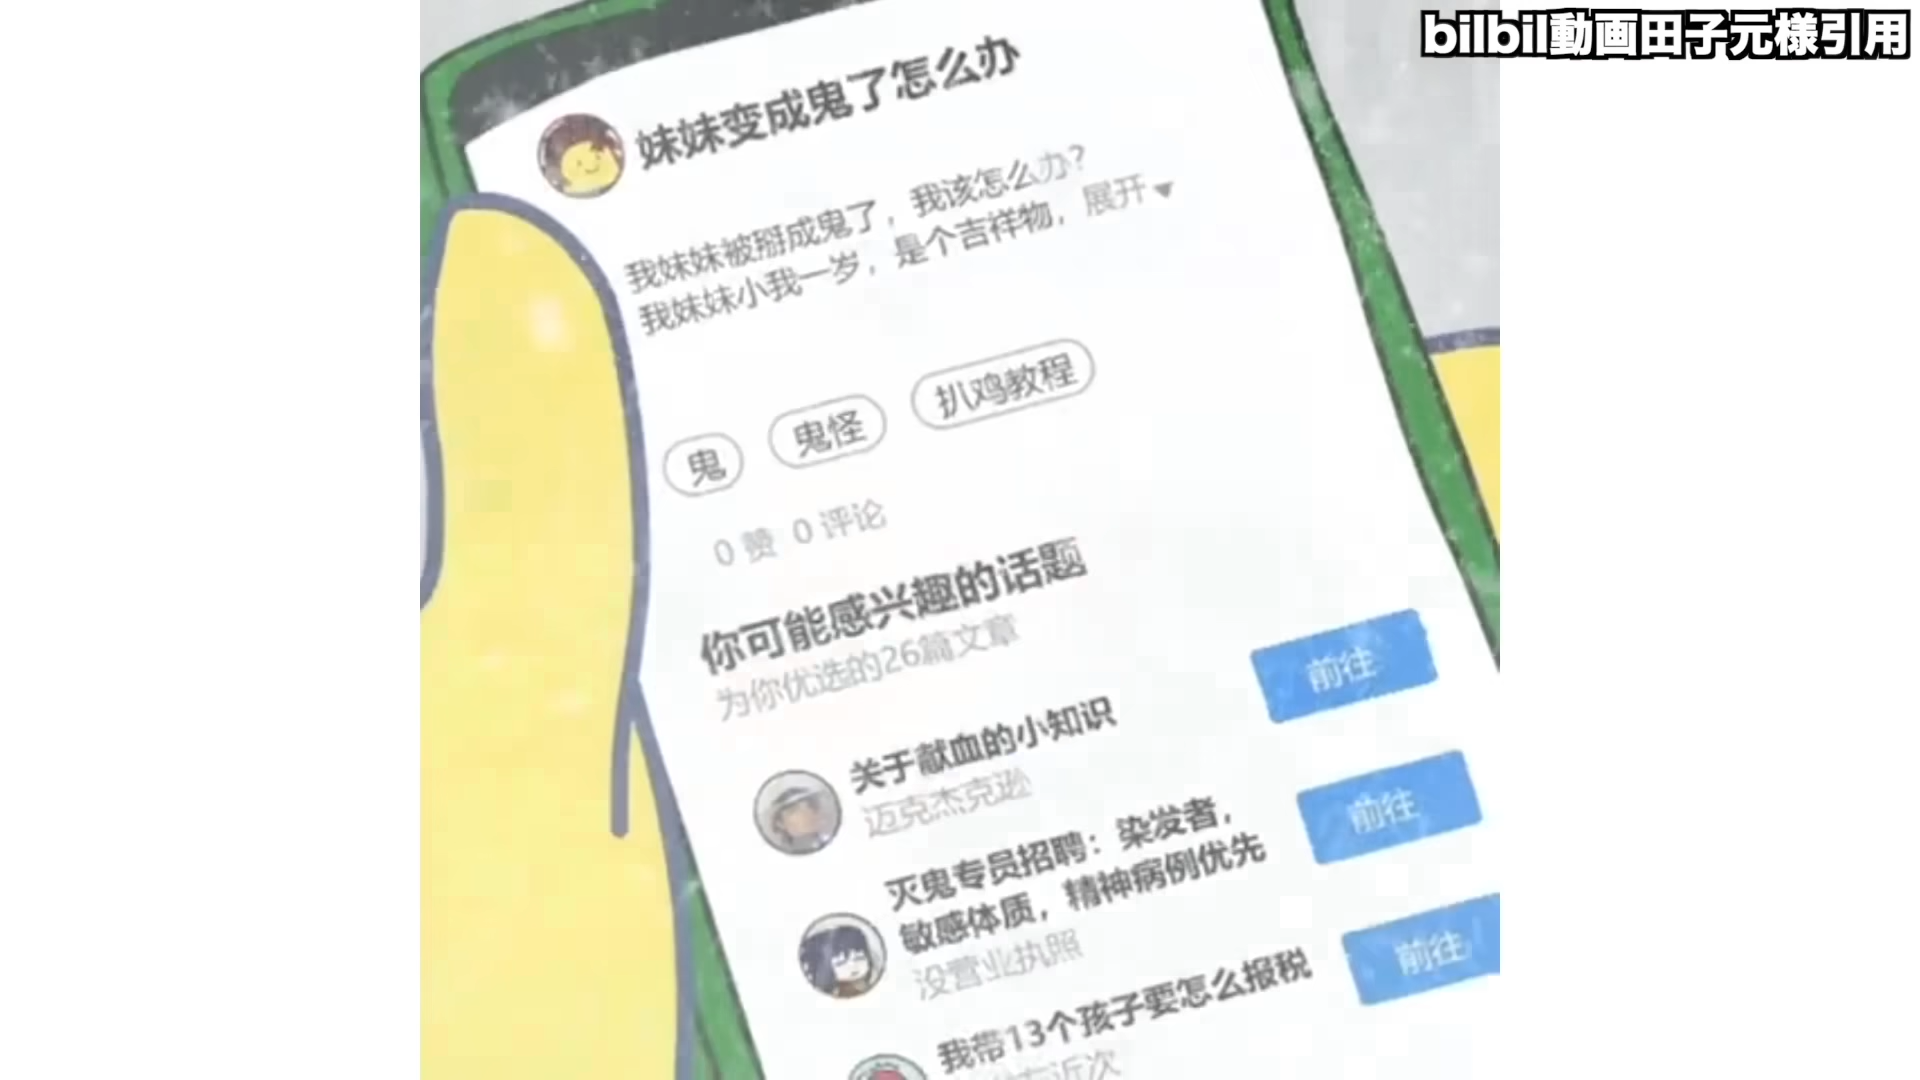 bilbil動画田子元様引用
妹妹变成鬼了怎么办
我妹妹被掰成鬼了，我该怎么办？
我妹妹小我一岁，是个吉祥物，展开▼
鬼
鬼怪
扒鸡教程
0 赞 0 评论
你可能感兴趣的话题
为你优选的26篇文章
关于献血的小知识
迈克杰克逊
前往
灭鬼专员招聘：染发者，
敏感体质，精神病例优先
没营业执照
前往
我带13个孩子要怎么报税
前往